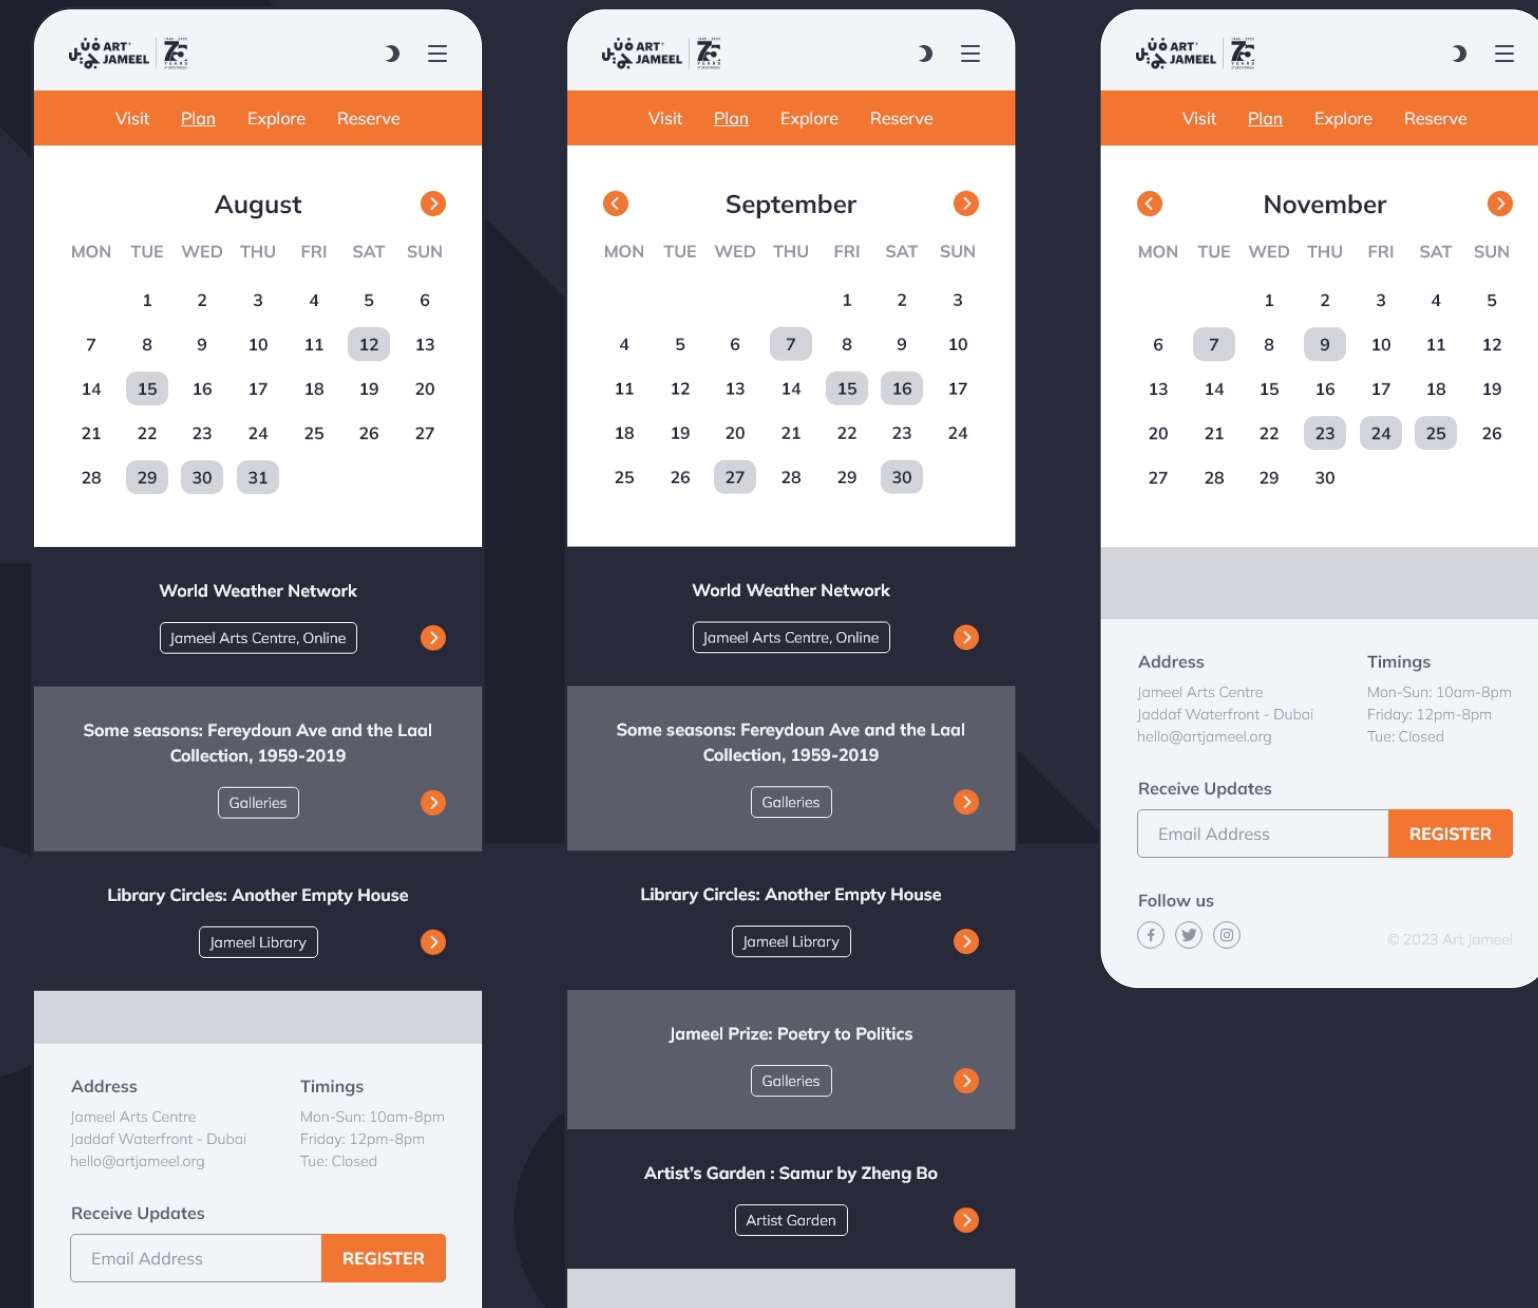 ART JAMEEL 75 YEARS
Visit Plan Explore Reserve
August
MON TUE WED THU FRI SAT SUN
1 2 3 4 5 6
7 8 9 10 11 12 13
14 15 16 17 18 19 20
21 22 23 24 25 26 27
28 29 30 31
World Weather Network
Jameel Arts Centre, Online
Some seasons: Fereydoun Ave and the Laal
Collection, 1959-2019
Galleries
Library Circles: Another Empty House
Jameel Library
Address
Jameel Arts Centre
Jaddaf Waterfront - Dubai
hello@artjameel.org
Timings
Mon-Sun: 10am-8pm
Friday: 12pm-8pm
Tue: Closed
Receive Updates
Email Address REGISTER
ART JAMEEL 75 YEARS
Visit Plan Explore Reserve
September
MON TUE WED THU FRI SAT SUN
1 2 3
4 5 6 7 8 9 10
11 12 13 14 15 16 17
18 19 20 21 22 23 24
25 26 27 28 29 30
World Weather Network
Jameel Arts Centre, Online
Some seasons: Fereydoun Ave and the Laal
Collection, 1959-2019
Galleries
Library Circles: Another Empty House
Jameel Library
Jameel Prize: Poetry to Politics
Galleries
Artist's Garden : Samur by Zheng Bo
Artist Garden
ART JAMEEL 75 YEARS
Visit Plan Explore Reserve
November
MON TUE WED THU FRI SAT SUN
1 2 3 4 5
6 7 8 9 10 11 12
13 14 15 16 17 18 19
20 21 22 23 24 25 26
27 28 29 30
Address
Jameel Arts Centre
Jaddaf Waterfront - Dubai
hello@artjameel.org
Timings
Mon-Sun: 10am-8pm
Friday: 12pm-8pm
Tue: Closed
Receive Updates
Email Address REGISTER
Follow us
© 2023 Art Jameel